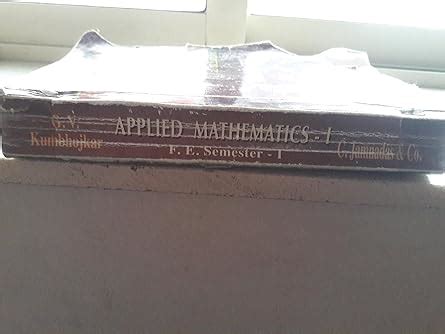 G. V.
Kumbhojkar
APPLIED MATHEMATICS - I
F. E. Semester - I
C. Jamnadas & Co.